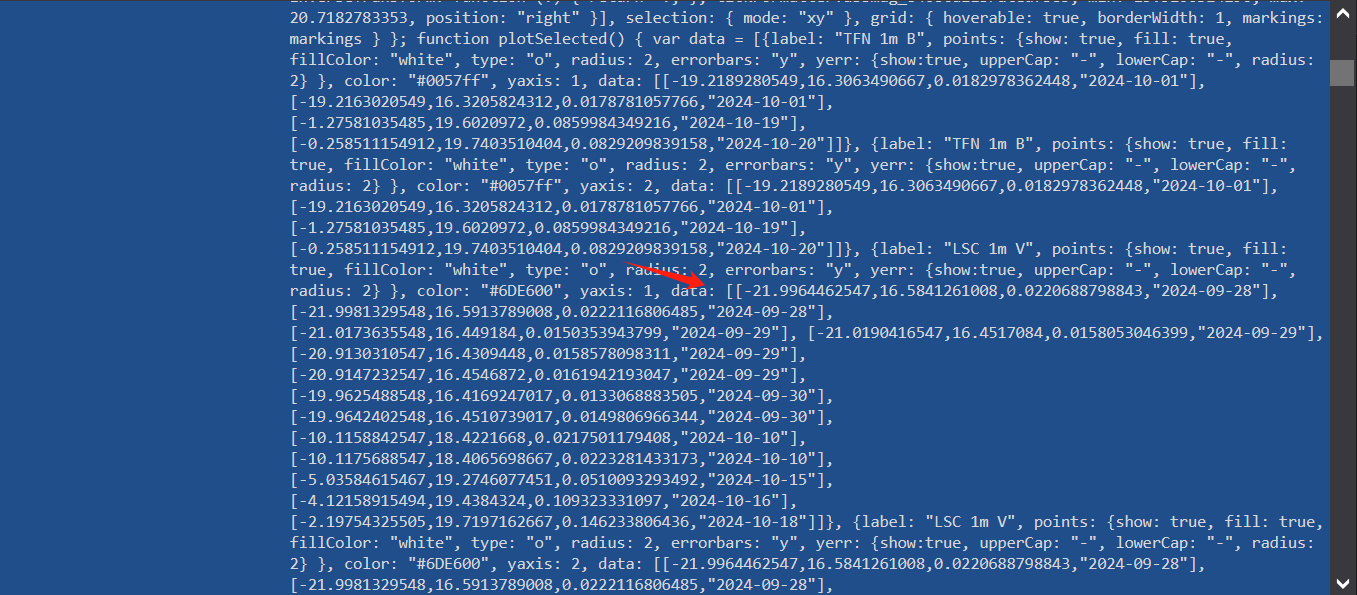 20.7182783353, position: "right" }], selection: { mode: "xy" }, grid: { hoverable: true, borderWidth: 1, markings:
markings } }; function plotSelected() { var data = [{label: "TFN 1m B", points: {show: true, fill: true,
fillColor: "white", type: "o", radius: 2, errorbars: "y", yerr: {show:true, upperCap: "-", lowerCap: "-", radius:
2} }, color: "#0057ff", yaxis: 1, data: [[-19.2189280549,16.3063490667,0.0182978362448,"2024-10-01"],
[-19.2163020549,16.3205824312,0.0178781057766,"2024-10-01"],
[-1.27581035485,19.6020972,0.0859984349216,"2024-10-19"],
[-0.258511154912,19.7403510404,0.0829209839158,"2024-10-20"]]}, {label: "TFN 1m B", points: {show: true, fill:
true, fillColor: "white", type: "o", radius: 2, errorbars: "y", yerr: {show:true, upperCap: "-", lowerCap: "-",
radius: 2} }, color: "#0057ff", yaxis: 2, data: [[-19.2189280549,16.3063490667,0.0182978362448,"2024-10-01"],
[-19.2163020549,16.3205824312,0.0178781057766,"2024-10-01"],
[-1.27581035485,19.6020972,0.0859984349216,"2024-10-19"],
[-0.258511154912,19.7403510404,0.0829209839158,"2024-10-20"]]}, {label: "LSC 1m V", points: {show: true, fill:
true, fillColor: "white", type: "o", radius: 2, errorbars: "y", yerr: {show:true, upperCap: "-", lowerCap: "-",
radius: 2} }, color: "#6DE600", yaxis: 1, data: [[-21.9964462547,16.5841261008,0.0220688798843,"2024-09-28"],
[-21.9981329548,16.5913789008,0.0222116806485,"2024-09-28"],
[-21.0173635548,16.449184,0.0150353943799,"2024-09-29"], [-21.0190416547,16.4517084,0.0158053046399,"2024-09-29"],
[-20.9130310547,16.4309448,0.0158578098311,"2024-09-29"],
[-20.9147232547,16.4546872,0.0161942193047,"2024-09-29"],
[-19.9625488548,16.4169247017,0.0133068883505,"2024-09-30"],
[-19.9642402548,16.4510739017,0.0149806966344,"2024-09-30"],
[-10.1158842547,18.4221668,0.0217501179408,"2024-10-10"],
[-10.1175688547,18.4065698667,0.0223281433173,"2024-10-10"],
[-5.03584615467,19.2746077451,0.0510093293492,"2024-10-15"],
[-4.12158915494,19.4384324,0.109323331097,"2024-10-16"],
[-2.19754325505,19.7197162667,0.146233806436,"2024-10-18"]]}, {label: "LSC 1m V", points: {show: true, fill: true,
fillColor: "white", type: "o", radius: 2, errorbars: "y", yerr: {show:true, upperCap: "-", lowerCap: "-", radius:
2} }, color: "#6DE600", yaxis: 2, data: [[-21.9964462547,16.5841261008,0.0220688798843,"2024-09-28"],
[-21.9981329548,16.5913789008,0.0222116806485,"2024-09-28"],